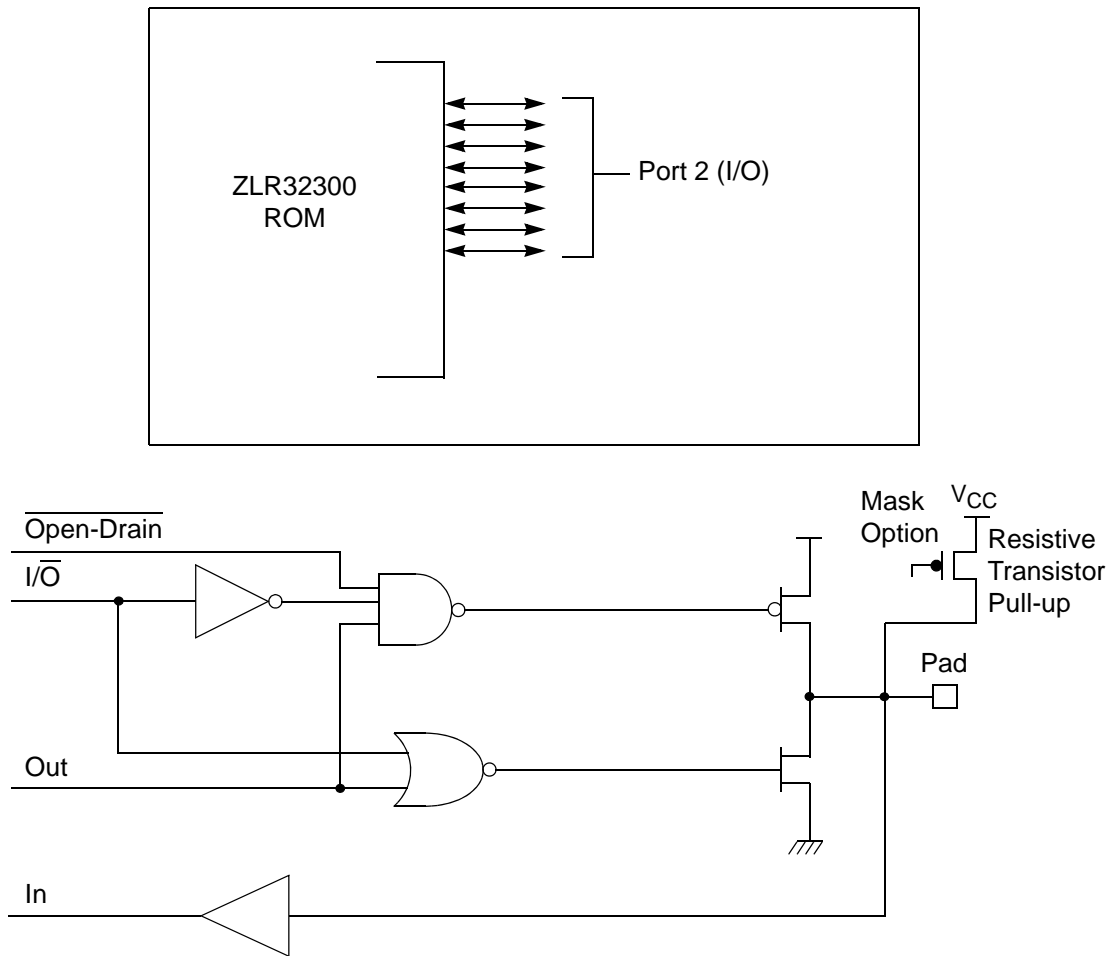 ZLR32300
ROM
Port 2 (I/O)
Open-Drain
I/O̅
Out
In
Mask
Option
VCC
Resistive
Transistor
Pull-up
Pad